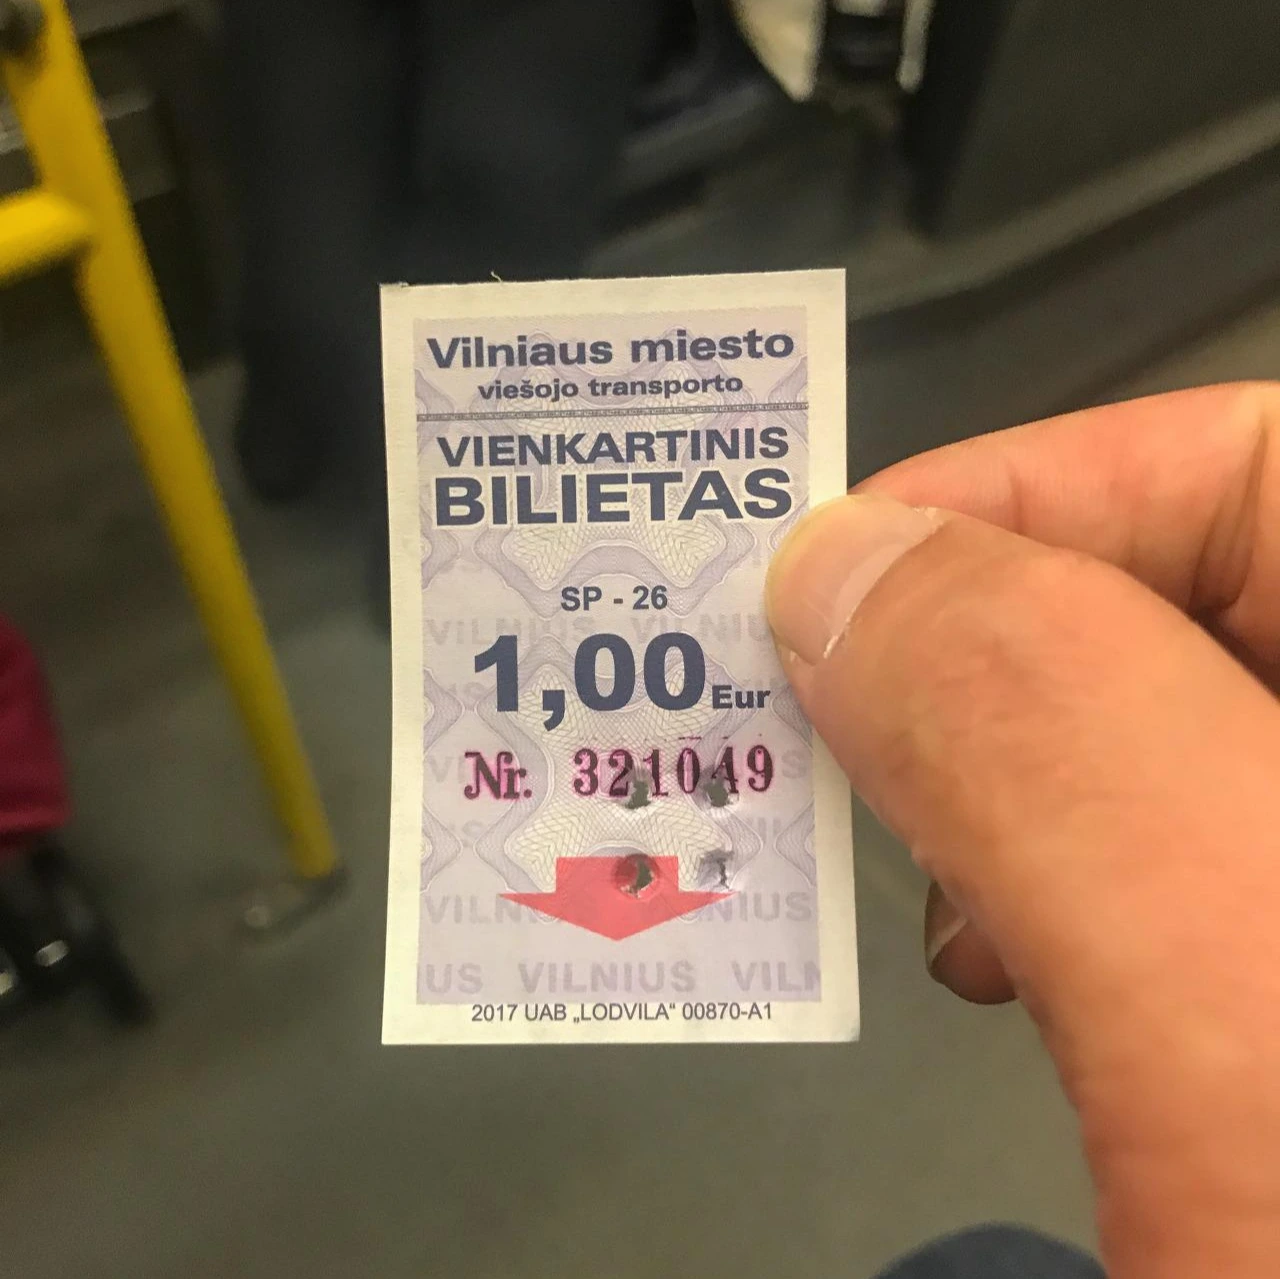 Vilniaus miesto
viešojo transporto
VIENKARTINIS
BILIETAS
SP - 26
1,00 Eur
Nr. 321049
VILNIUS VILNIUS
US VILNIUS VILN
2017 UAB „LODVILA“ 00870-A1